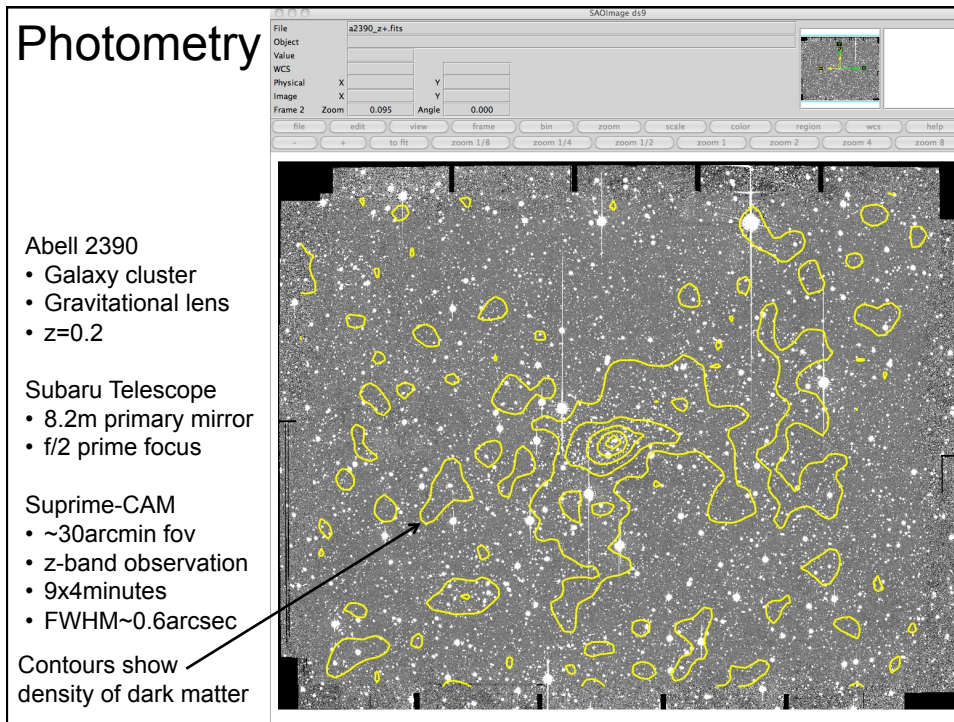 Photometry
Abell 2390
• Galaxy cluster
• Gravitational lens
• z=0.2
Subaru Telescope
• 8.2m primary mirror
• f/2 prime focus
Suprime-CAM
• ~30arcmin fov
• z-band observation
• 9x4minutes
• FWHM~0.6arcsec
Contours show
density of dark matter
SAOImage ds9
File a2390_z+.fits
Object
Value
WCS
Physical X Y
Image X Y
Frame 2 Zoom 0.095 Angle 0.000
file edit view frame bin zoom scale color region wcs help
- + to fit zoom 1/8 zoom 1/4 zoom 1/2 zoom 1 zoom 2 zoom 4 zoom 8